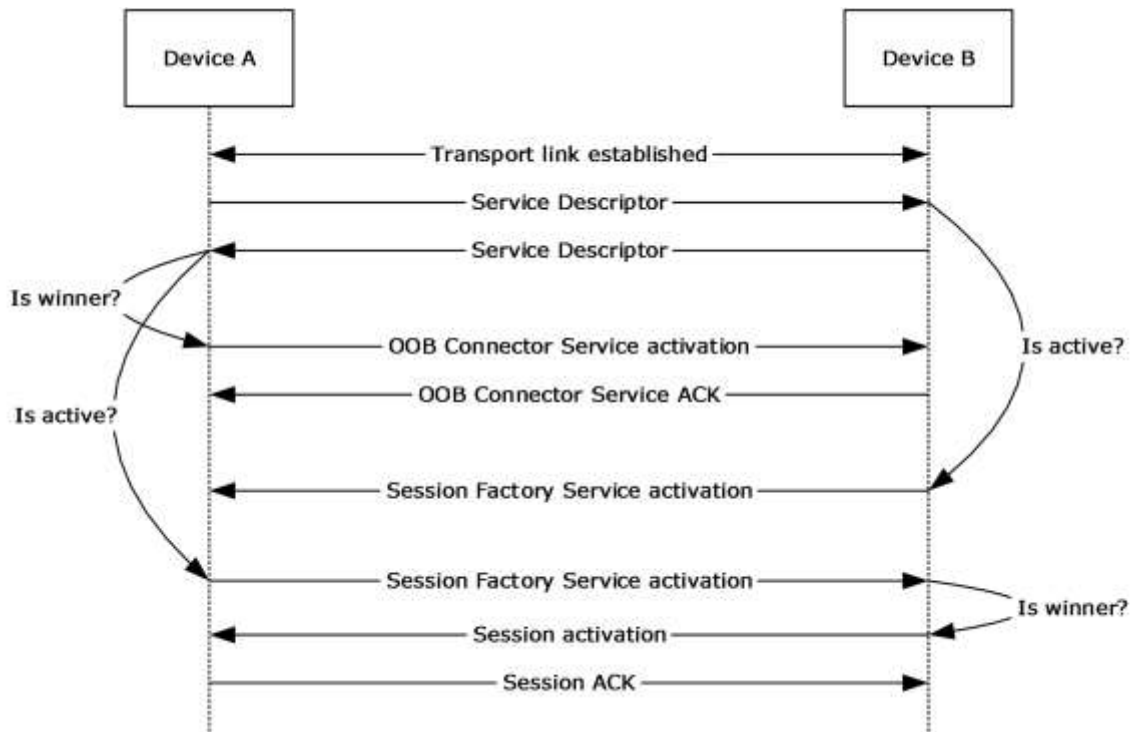 Device A
Device B
Transport link established
Service Descriptor
Service Descriptor
Is winner?
OOB Connector Service activation
Is active?
OOB Connector Service ACK
Is active?
Session Factory Service activation
Session Factory Service activation
Is winner?
Session activation
Session ACK